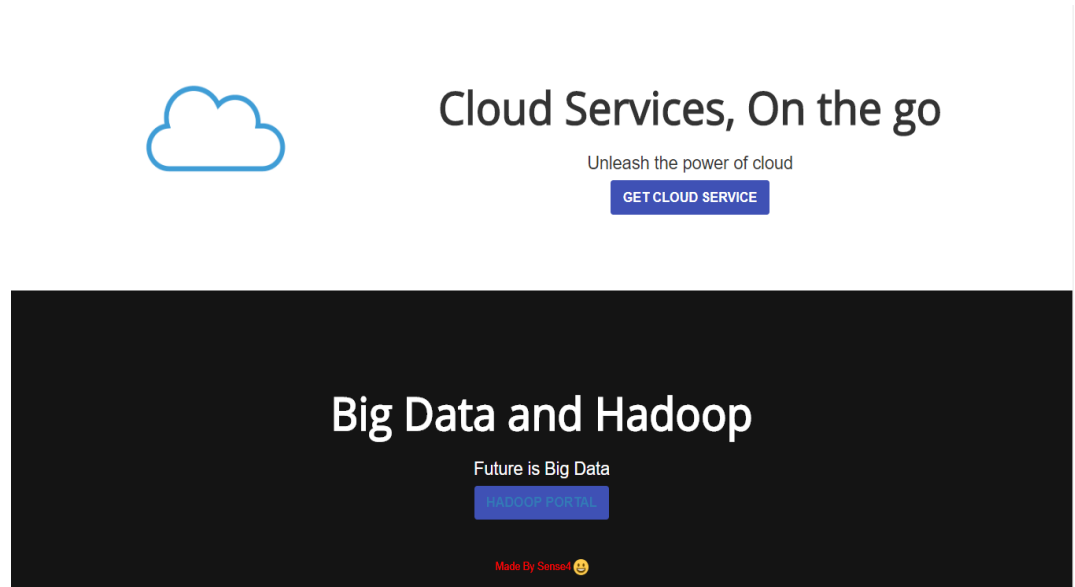 Cloud Services, On the go
Unleash the power of cloud
GET CLOUD SERVICE
Big Data and Hadoop
Future is Big Data
HADOOP PORTAL
Made By Sense4😀